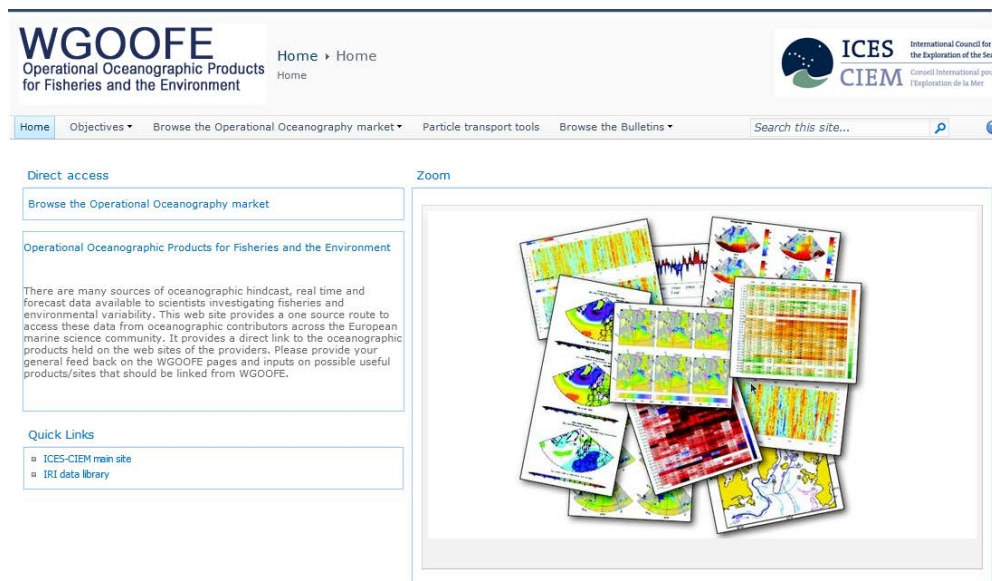 WGOOFE
Operational Oceanographic Products
for Fisheries and the Environment
Home ▸ Home
Home
ICES
CIEM
International Council for
the Exploration of the Sea
Conseil International pou
l'Exploration de la Mer
Home
Objectives
Browse the Operational Oceanography market
Particle transport tools
Browse the Bulletins
Search this site...
Direct access
Browse the Operational Oceanography market
Operational Oceanographic Products for Fisheries and the Environment
There are many sources of oceanographic hindcast, real time and
forecast data available to scientists investigating fisheries and
environmental variability. This web site provides a one source route to
access these data from oceanographic contributors across the European
marine science community. It provides a direct link to the oceanographic
products held on the web sites of the providers. Please provide your
general feed back on the WGOOFE pages and inputs on possible useful
products/sites that should be linked from WGOOFE.
Quick Links
ICES-CIEM main site
IRI data library
Zoom